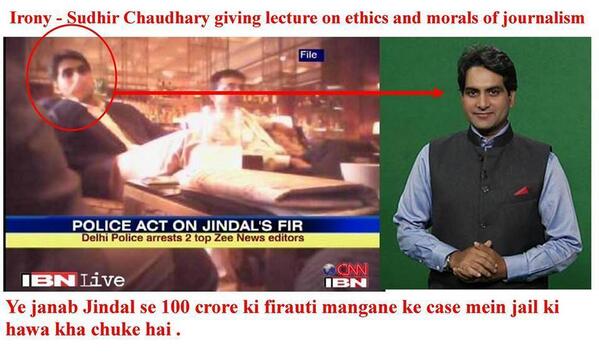 Irony - Sudhir Chaudhary giving lecture on ethics and morals of journalism
File
POLICE ACT ON JINDAL'S FIR
Delhi Police arrests 2 top Zee News editors
IBN Live
CNN
IBN
Ye janab Jindal se 100 crore ki firauti mangane ke case mein jail ki
hawa kha chuke hai .